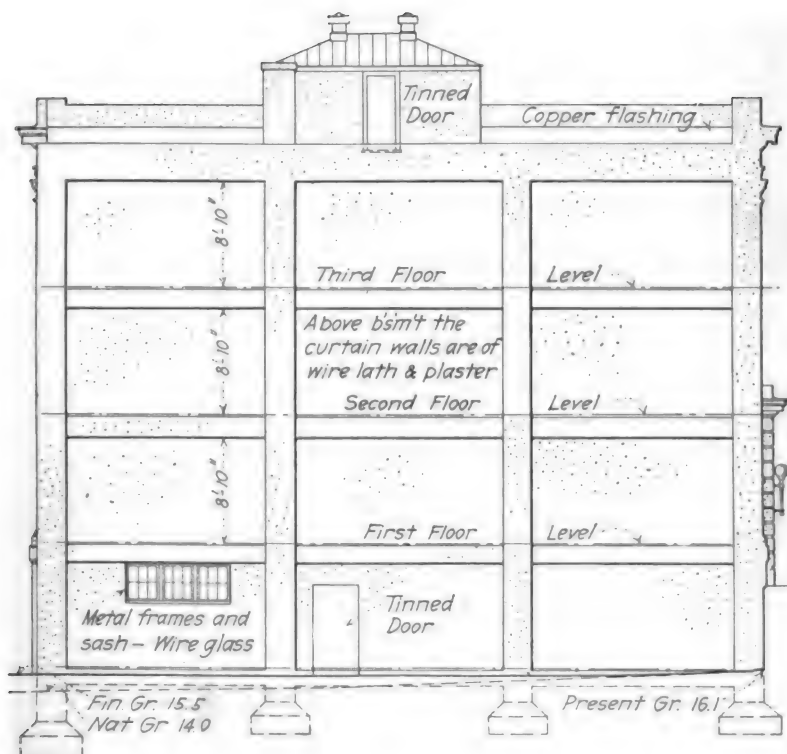 Tinned
Door
Copper flashing
8'-10"
Third Floor Level
Above b'sm't the
curtain walls are of
wire lath & plaster
8'-10"
Second Floor Level
8'-10"
First Floor Level
Metal frames and
sash - Wire glass
Tinned
Door
Fin Gr. 15.5
Nat Gr 14.0
Present Gr. 16.1